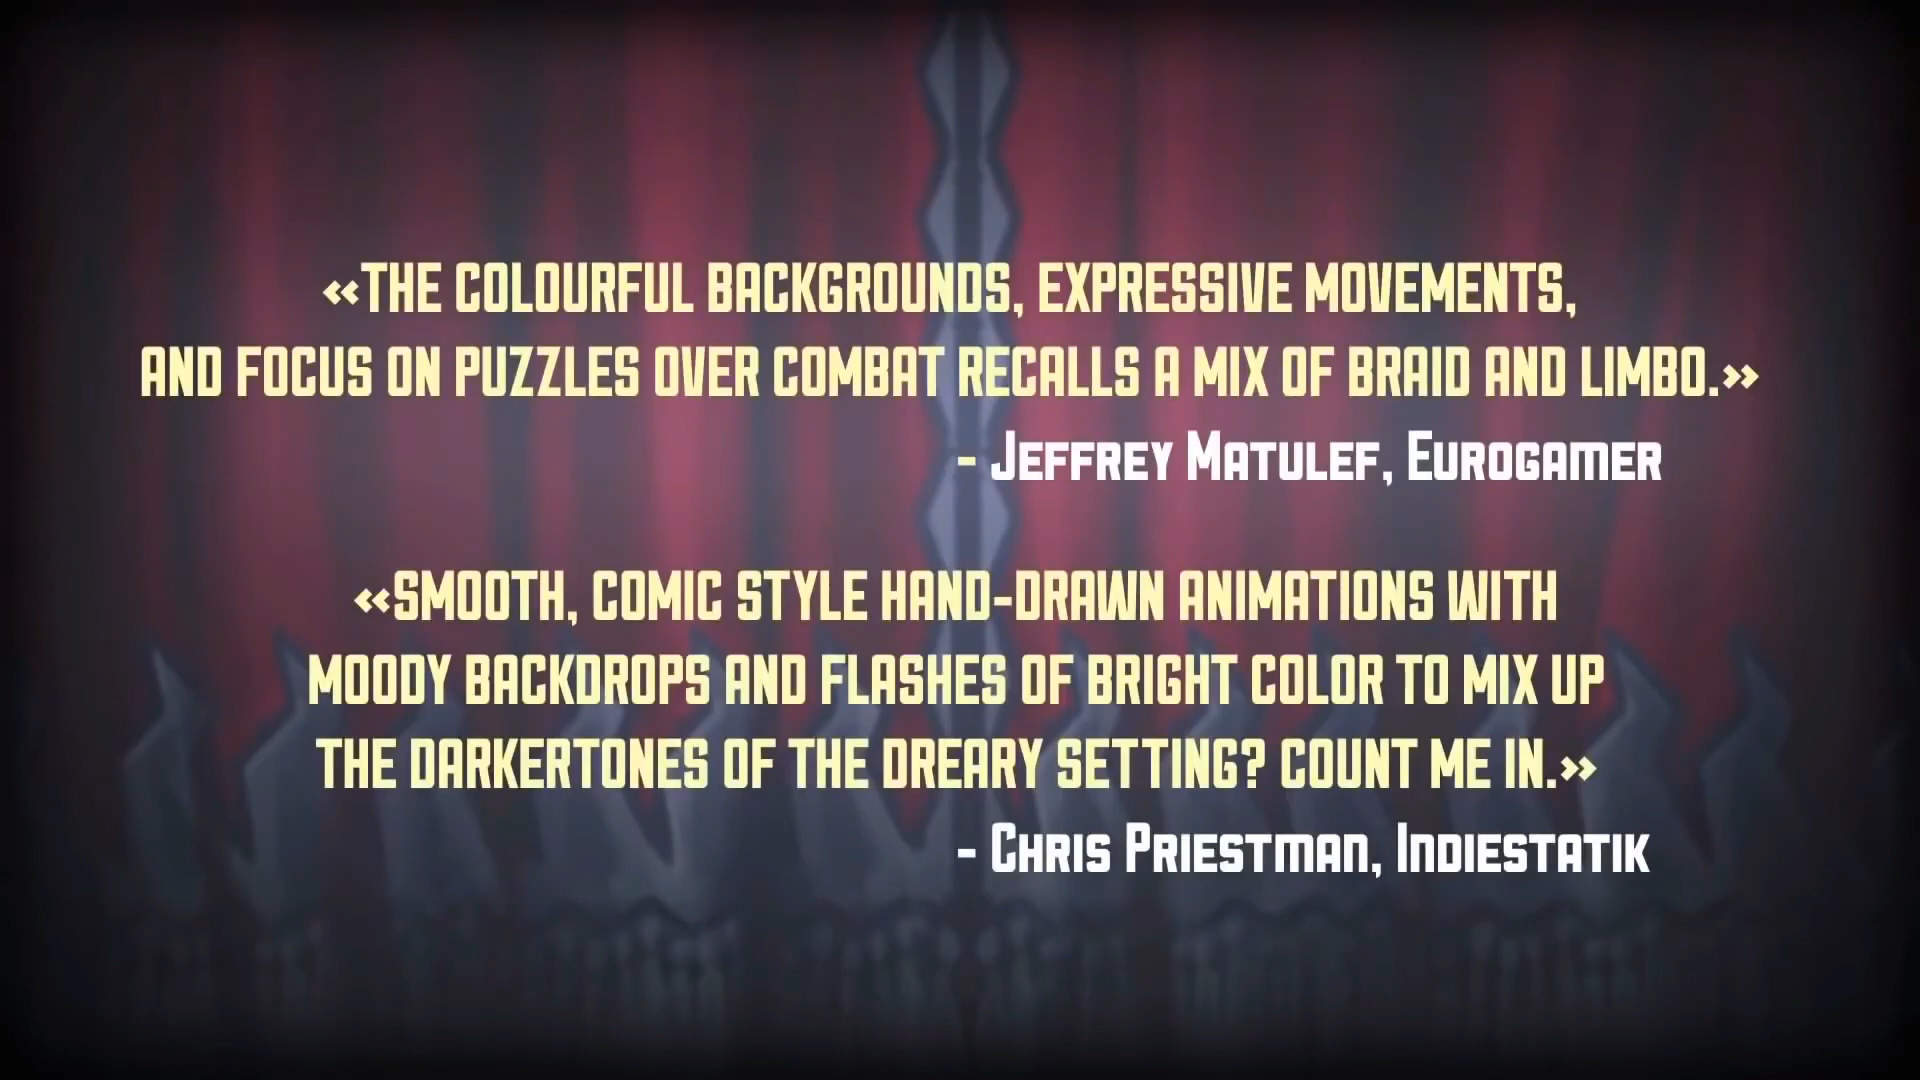 «THE COLOURFUL BACKGROUNDS, EXPRESSIVE MOVEMENTS,
AND FOCUS ON PUZZLES OVER COMBAT RECALLS A MIX OF BRAID AND LIMBO.»
- JEFFREY MATULEF, EUROGAMER
«SMOOTH, COMIC STYLE HAND-DRAWN ANIMATIONS WITH
MOODY BACKDROPS AND FLASHES OF BRIGHT COLOR TO MIX UP
THE DARKERTONES OF THE DREARY SETTING? COUNT ME IN.»
- CHRIS PRIESTMAN, INDIESTATIK